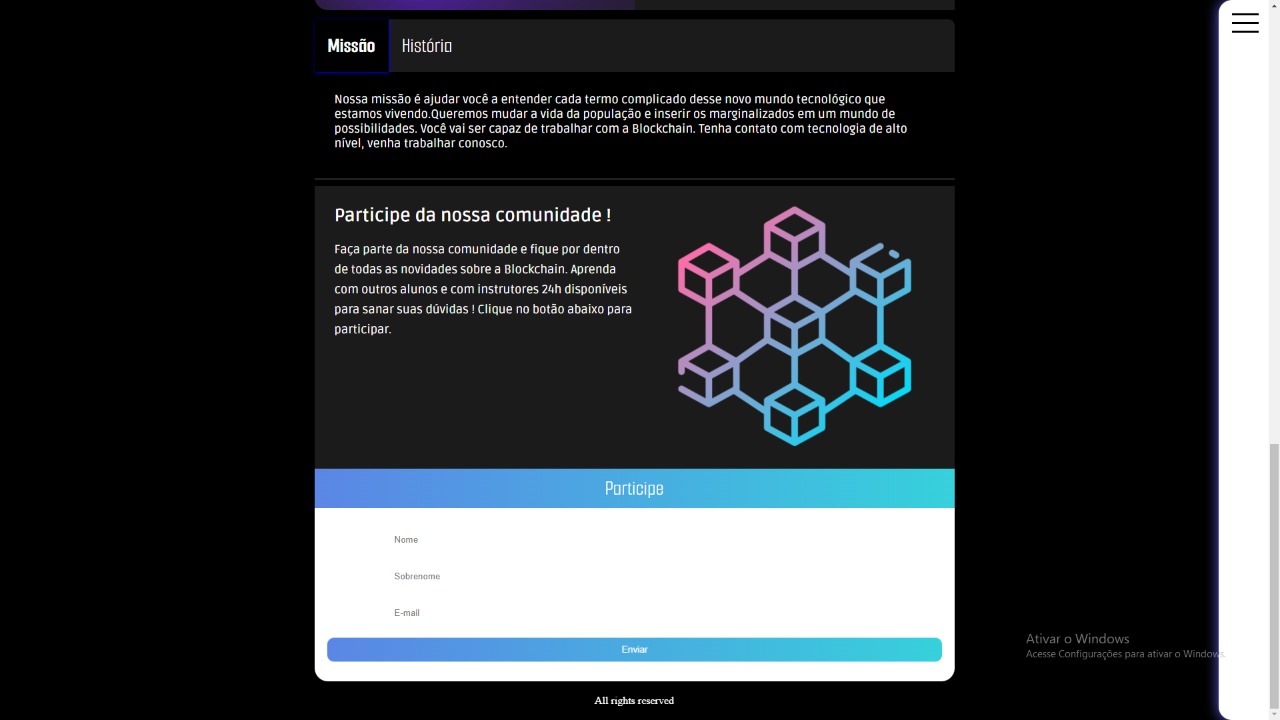 Missão
História
Nossa missão é ajudar você a entender cada termo complicado desse novo mundo tecnológico que
estamos vivendo.Queremos mudar a vida da população e inserir os marginalizados em um mundo de
possibilidades. Você vai ser capaz de trabalhar com a Blockchain. Tenha contato com tecnologia de alto
nível, venha trabalhar conosco.
Participe da nossa comunidade !
Faça parte da nossa comunidade e fique por dentro
de todas as novidades sobre a Blockchain. Aprenda
com outros alunos e com instrutores 24h disponíveis
para sanar suas dúvidas ! Clique no botão abaixo para
participar.
Participe
Nome
Sobrenome
E-mail
Enviar
Ativar o Windows
Acesse Configurações para ativar o Windows.
All rights reserved